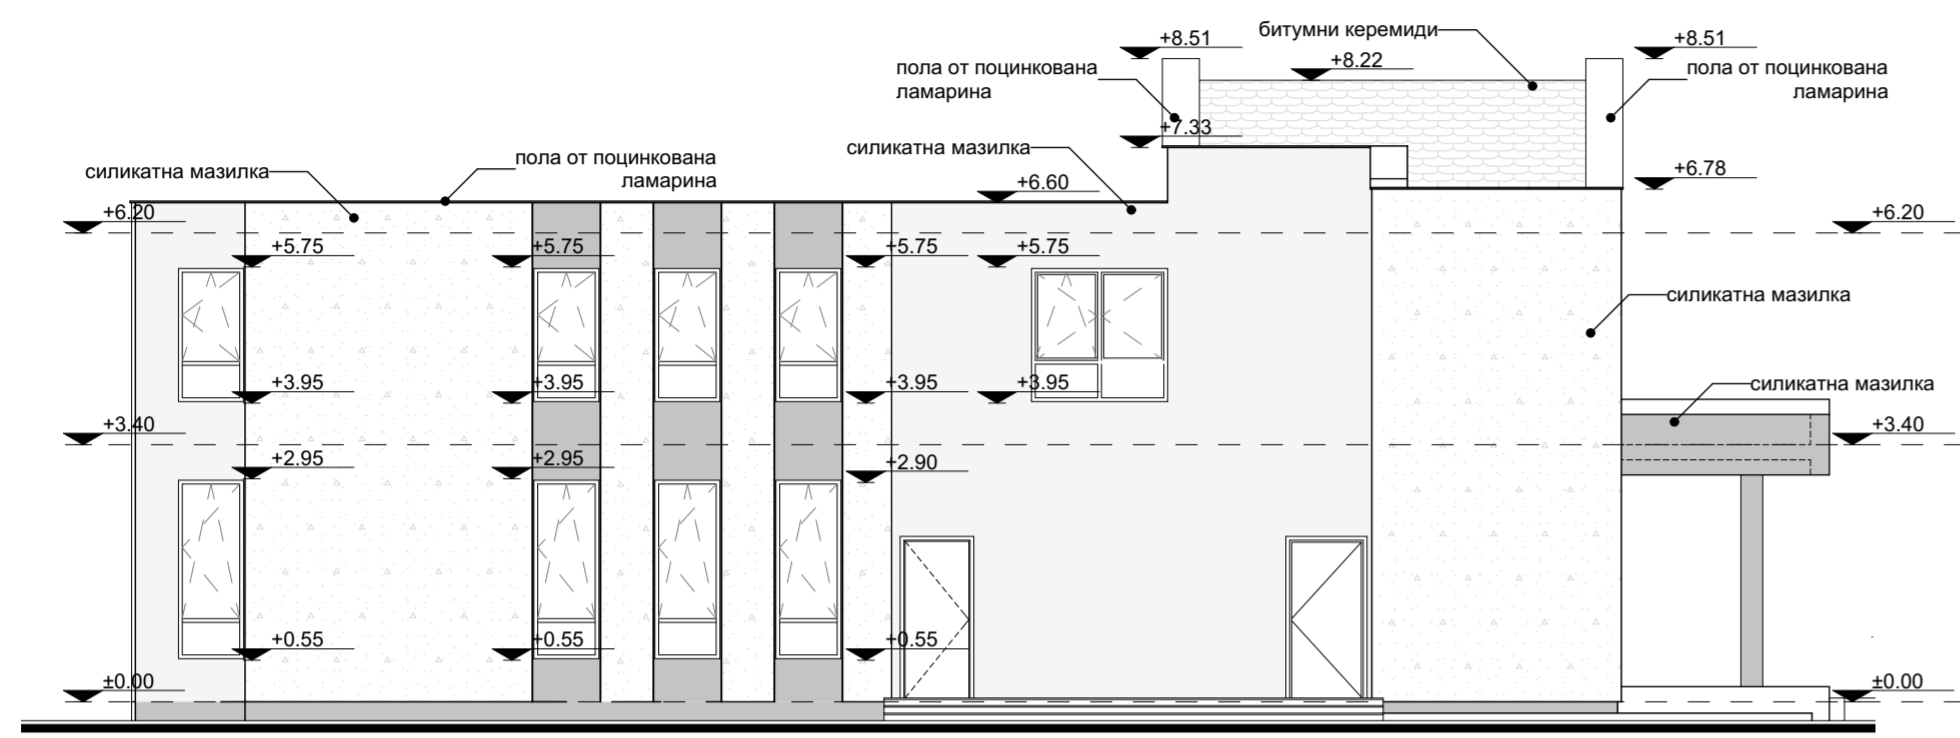 +8.51
битумни керемиди
+8.51
+8.22
пола от поцинкована
ламарина
пола от поцинкована
ламарина
+7.33
силикатна мазилка
пола от поцинкована
ламарина
силикатна мазилка
+6.60
+6.78
+6.20
+6.20
+5.75
+5.75
+5.75
+5.75
силикатна мазилка
+3.95
+3.95
+3.95
+3.95
силикатна мазилка
+3.40
+3.40
+2.95
+2.95
+2.90
+0.55
+0.55
+0.55
±0.00
±0.00